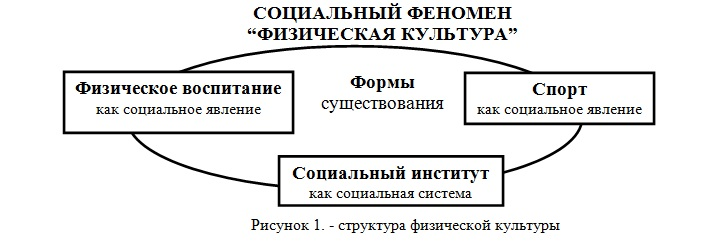 СОЦИАЛЬНЫЙ ФЕНОМЕН
“ФИЗИЧЕСКАЯ КУЛЬТУРА”
Физическое воспитание
как социальное явление
Формы
существования
Спорт
как социальное явление
Социальный институт
как социальная система
Рисунок 1. - структура физической культуры